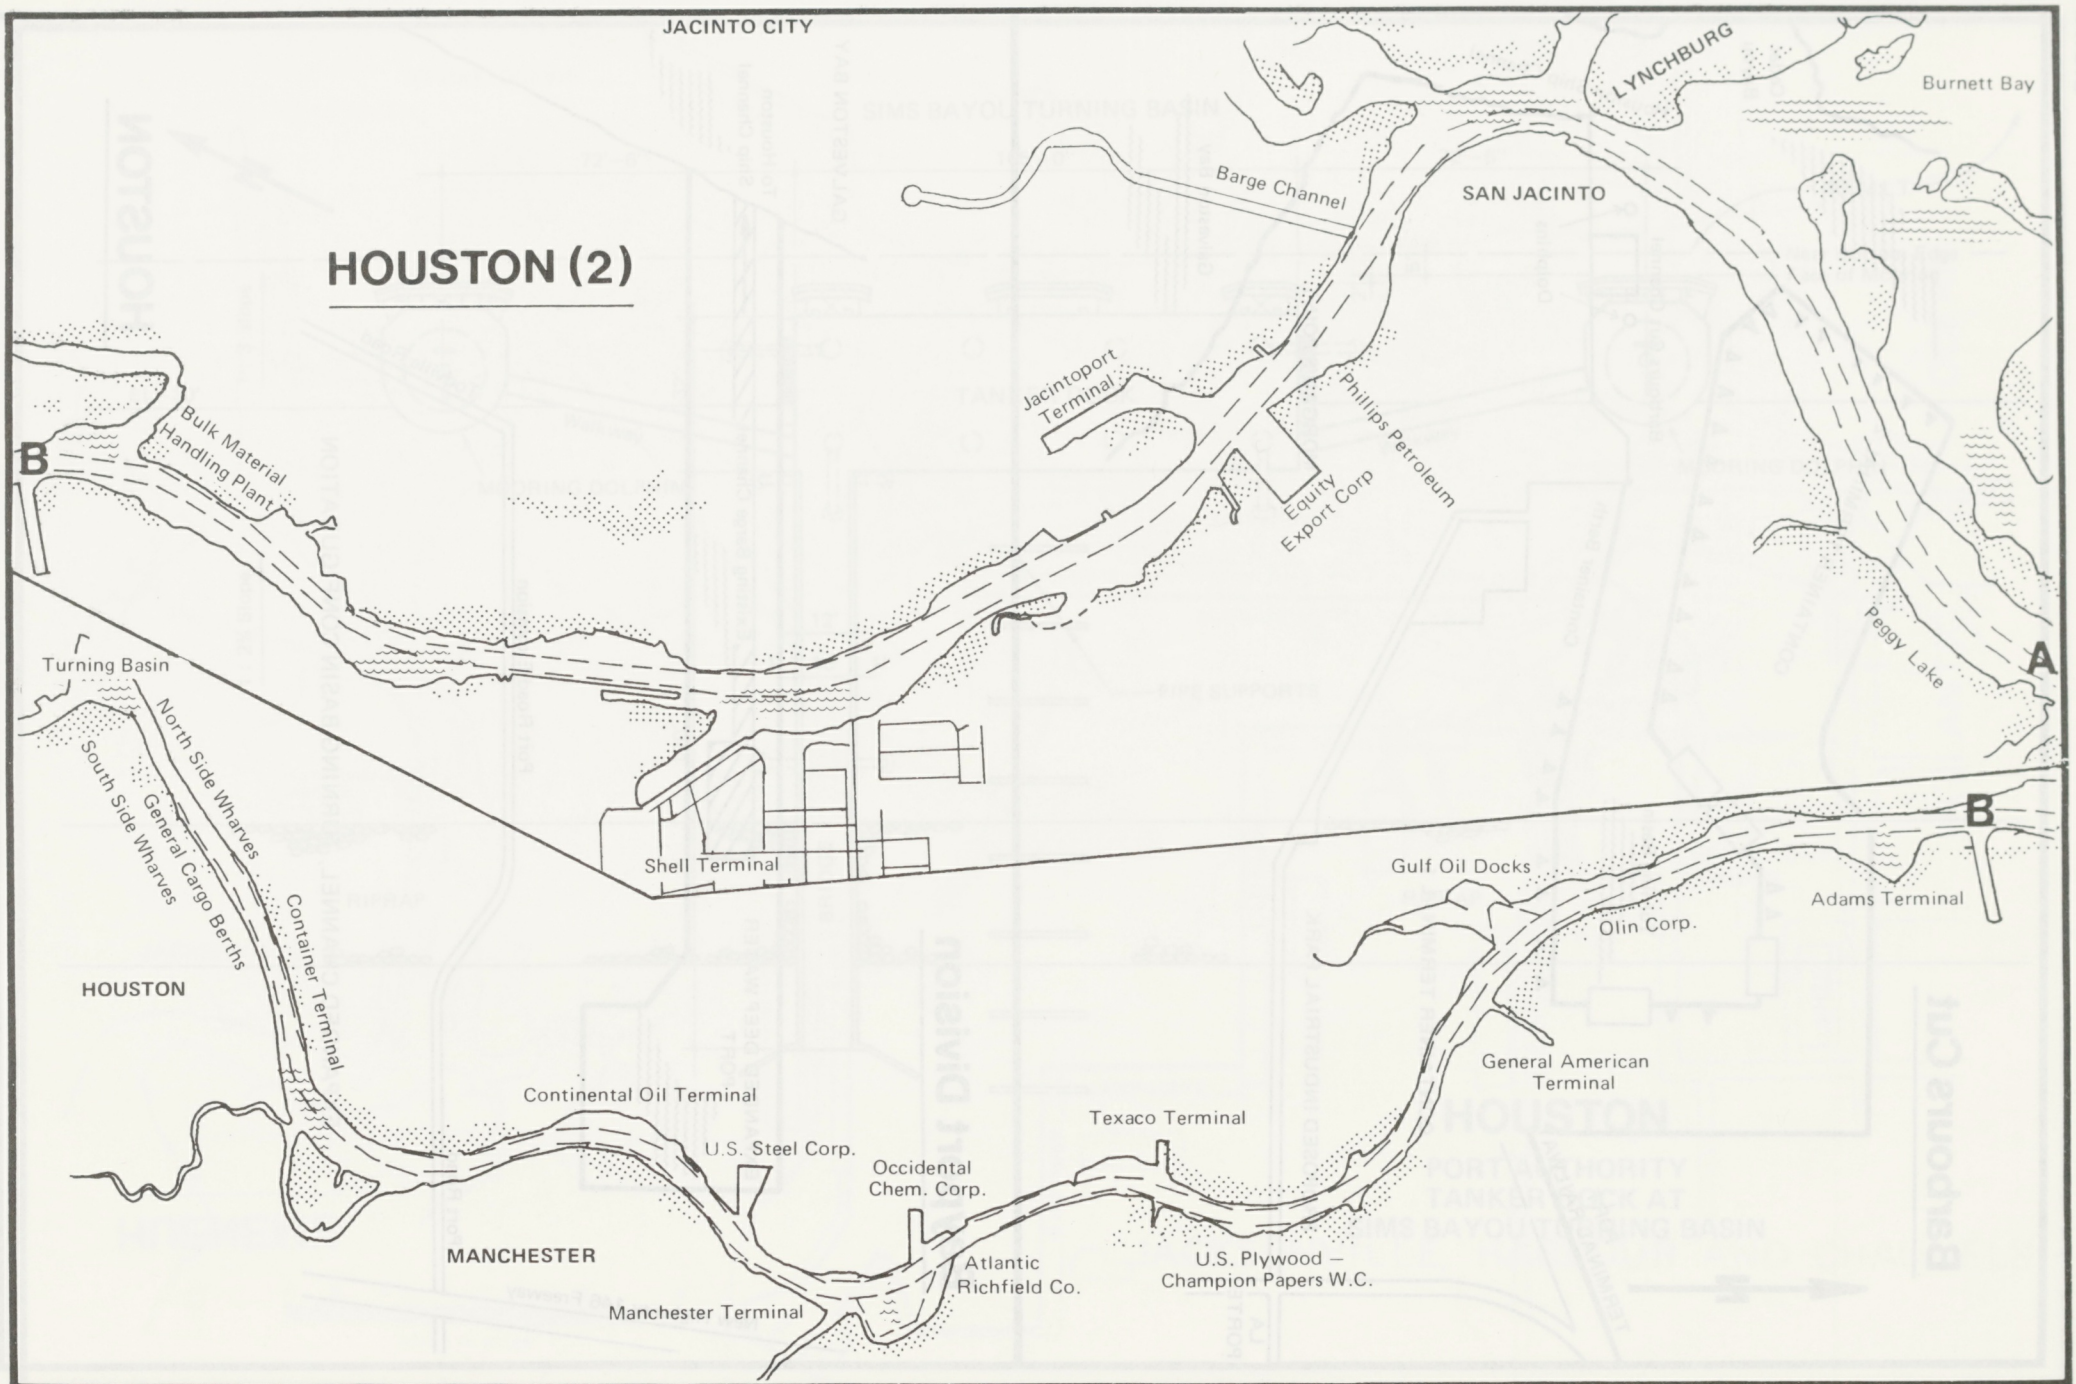 JACINTO CITY
LYNCHBURG
Burnett Bay
Barge Channel
SAN JACINTO
HOUSTON (2)
Jacintoport
Terminal
Phillips Petroleum
Bulk Material
Handling Plant
B
Equity
Export Corp
Peggy Lake
A
Turning Basin
North Side Wharves
South Side Wharves
General Cargo Berths
Shell Terminal
B
Gulf Oil Docks
Adams Terminal
Olin Corp.
Container Terminal
HOUSTON
General American
Terminal
Continental Oil Terminal
Texaco Terminal
U.S. Steel Corp.
Occidental
Chem. Corp.
MANCHESTER
Atlantic
Richfield Co.
U.S. Plywood –
Champion Papers W.C.
Manchester Terminal